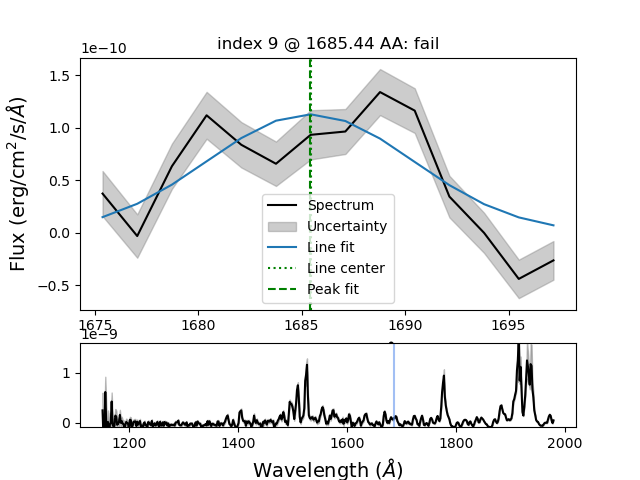 index 9 @ 1685.44 AA: fail
1e−10
1.5
1.0
0.5
0.0
−0.5
Flux (erg/cm²/s/Å)
Spectrum
Uncertainty
Line fit
Line center
Peak fit
1675 1680 1685 1690 1695
1e−9
1
0
1200 1400 1600 1800 2000
Wavelength (Å)